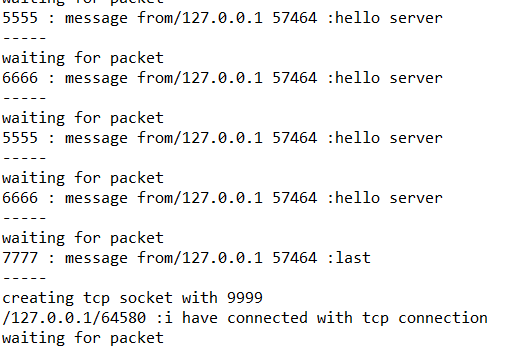 waiting for packet
5555 : message from/127.0.0.1 57464 :hello server
-----
waiting for packet
6666 : message from/127.0.0.1 57464 :hello server
-----
waiting for packet
5555 : message from/127.0.0.1 57464 :hello server
-----
waiting for packet
6666 : message from/127.0.0.1 57464 :hello server
-----
waiting for packet
7777 : message from/127.0.0.1 57464 :last
-----
creating tcp socket with 9999
/127.0.0.1/64580 :i have connected with tcp connection
waiting for packet